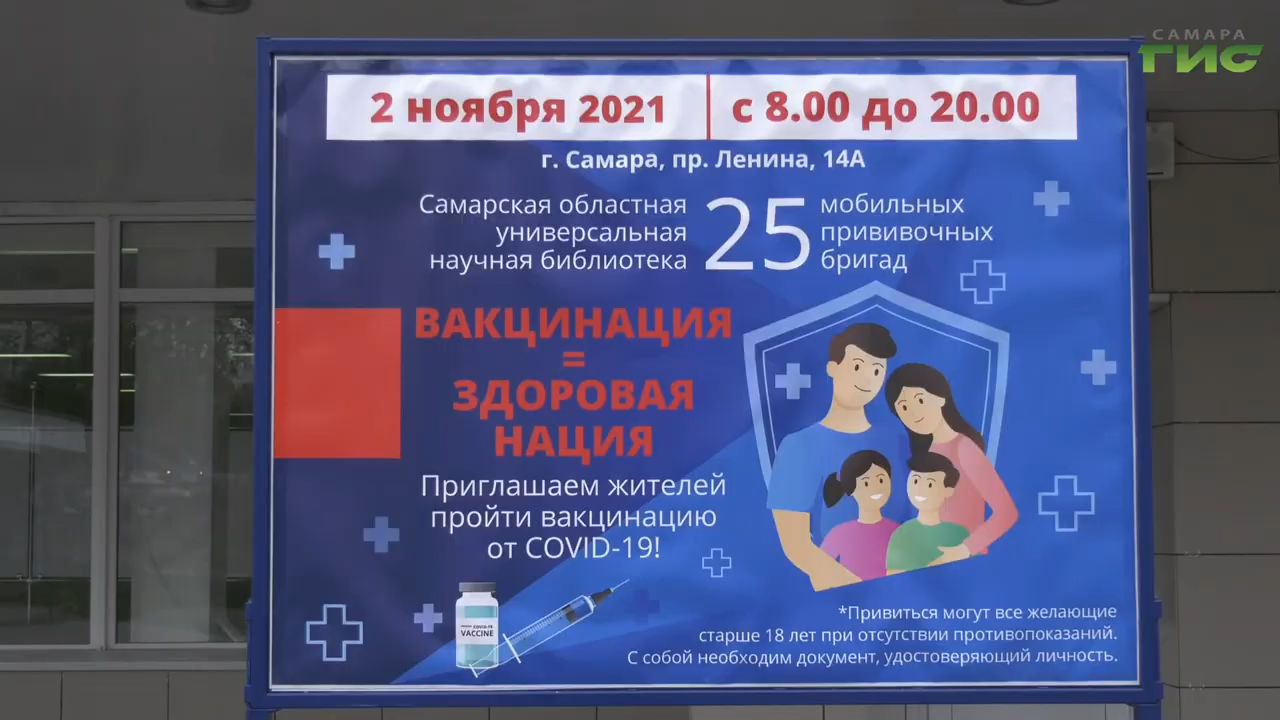 САМАРА
ГИС
2 ноября 2021 с 8.00 до 20.00
г. Самара, пр. Ленина, 14А
Самарская областная
универсальная
научная библиотека
25
мобильных
прививочных
бригад
ВАКЦИНАЦИЯ
=
ЗДОРОВАЯ
НАЦИЯ
Приглашаем жителей
пройти вакцинацию
от COVID-19!
COVID-19
VACCINE
*Привиться могут все желающие
старше 18 лет при отсутствии противопоказаний.
С собой необходим документ, удостоверяющий личность.